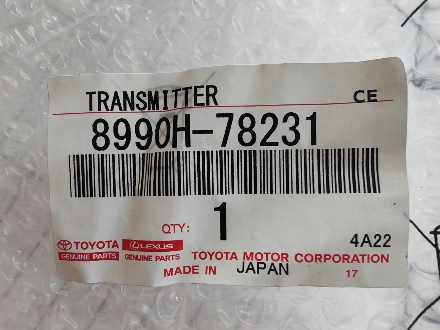 TRANSMITTER CE
8990H-78231
QTY: 1
4A22
TOYOTA LEXUS TOYOTA MOTOR CORPORATION
GENUINE PARTS GENUINE PARTS
MADE IN JAPAN 17